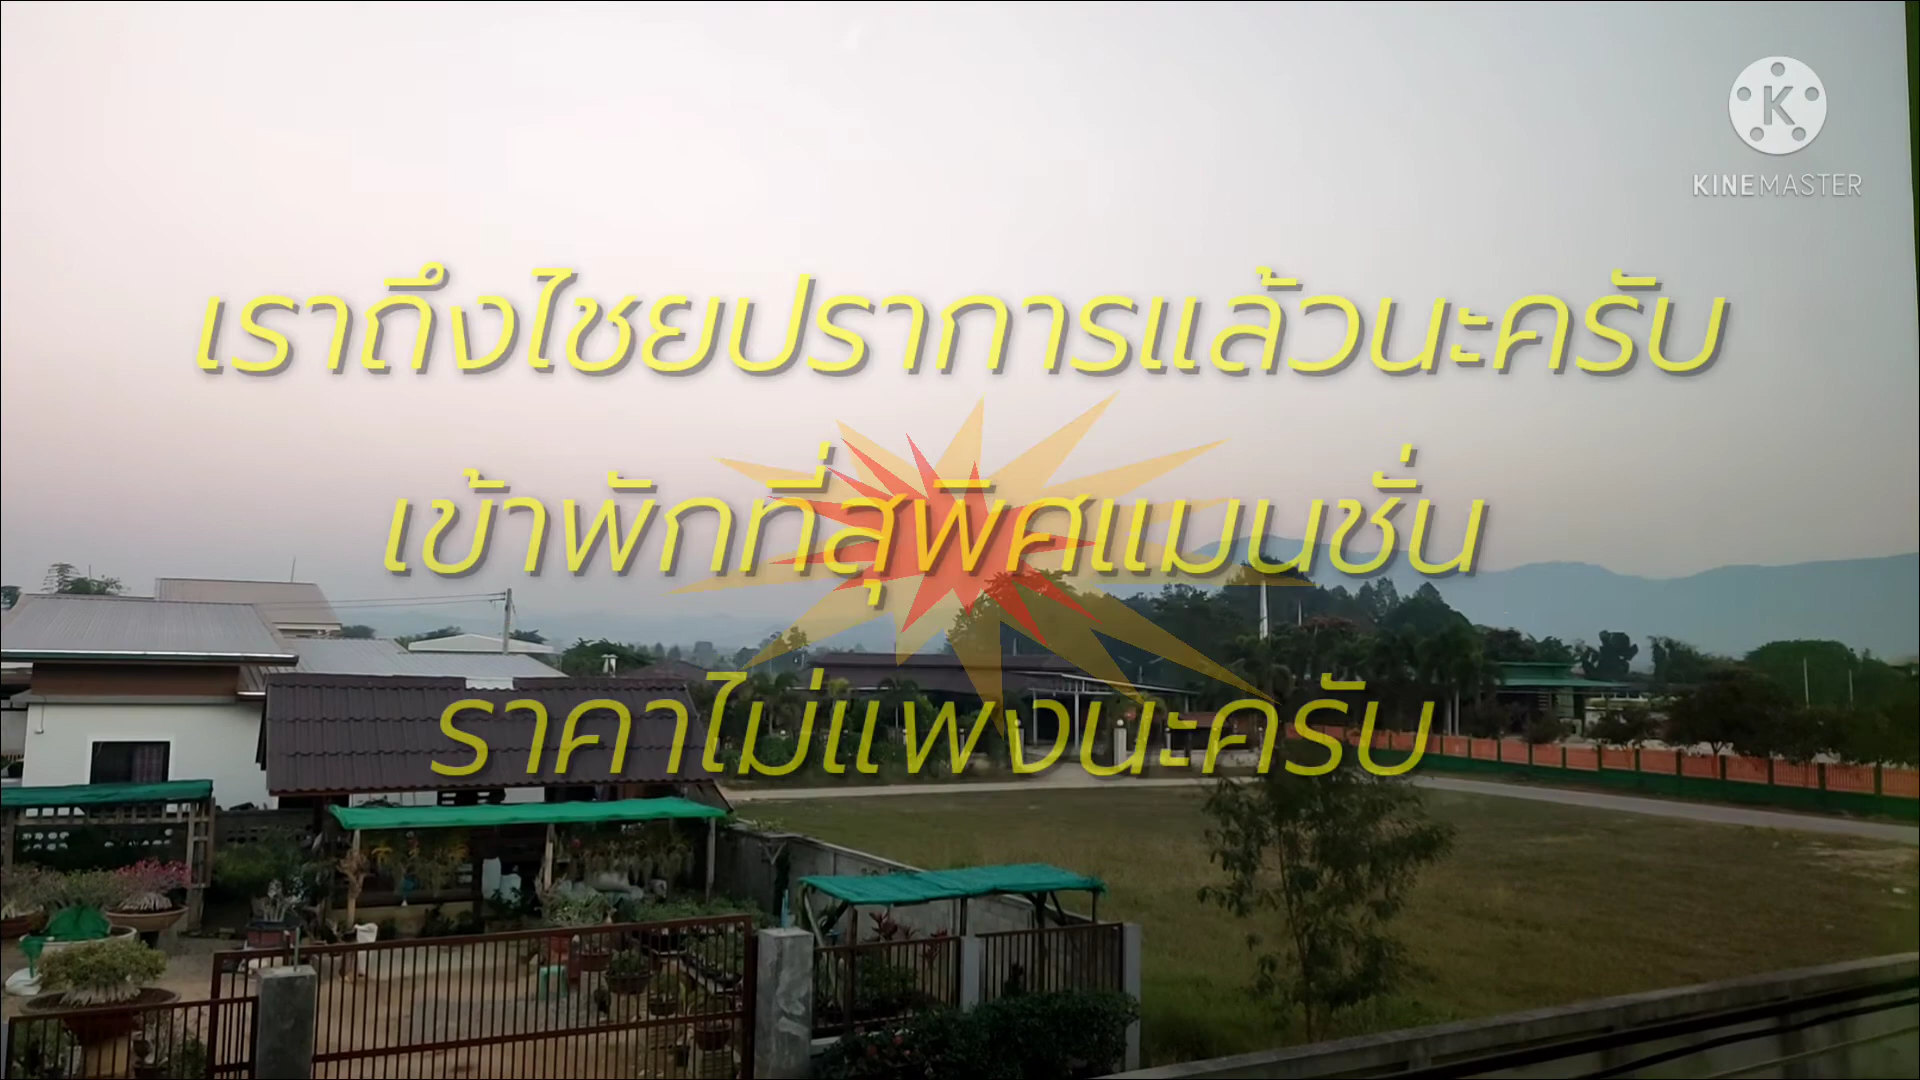 K
KINEMASTER
เราถึงไชยปราการแล้วนะครับ
เข้าพักที่สุพิศแมนชั่น
ราคาไม่แพงนะครับ